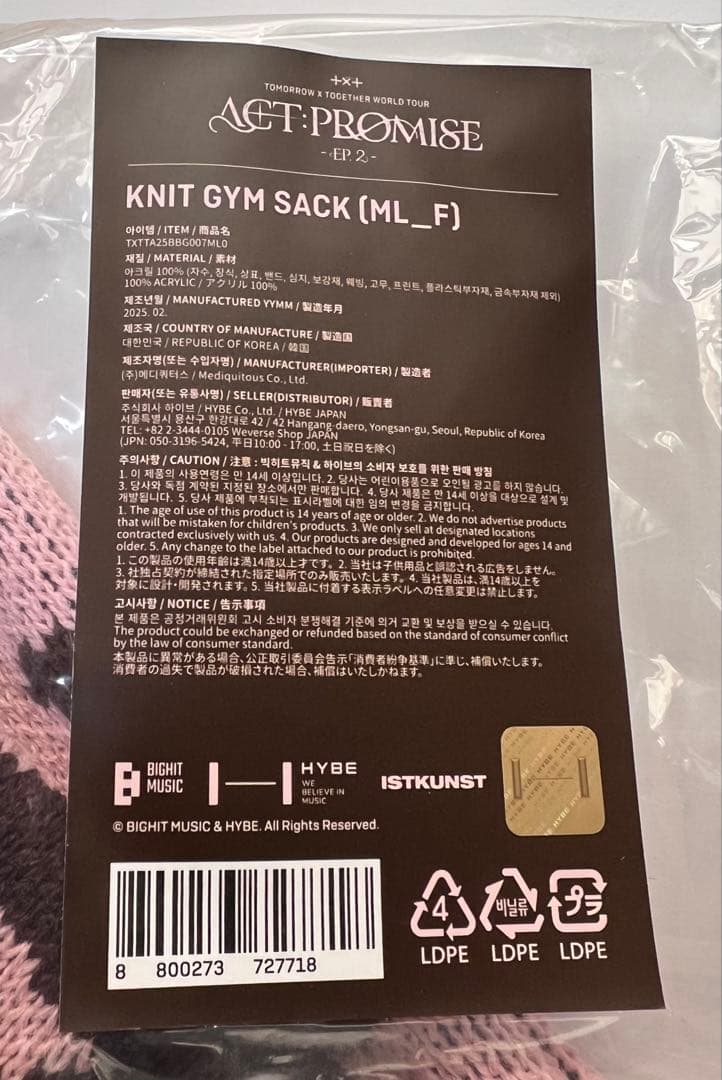 +×+
TOMORROW X TOGETHER WORLD TOUR
ACT:PROMISE
- EP. 2 -
KNIT GYM SACK (ML_F)
아이템 / ITEM / 商品名
TXTTA25BBG007ML0
재질 / MATERIAL / 素材
아크릴 100% (자수, 장식, 상표, 밴드, 심지, 보강재, 웨빙, 고무, 프린트, 플라스틱부자재, 금속부자재 제외)
100% ACRYLIC / アクリル 100%
제조년월 / MANUFACTURED YYMM / 製造年月
2025. 02.
제조국 / COUNTRY OF MANUFACTURE / 製造国
대한민국 / REPUBLIC OF KOREA / 韓国
제조자명(또는 수입자명) / MANUFACTURER(IMPORTER) / 製造者
(주)메디쿼터스 / Mediquitous Co., Ltd.
판매자(또는 유통사명) / SELLER(DISTRIBUTOR) / 販売者
주식회사 하이브 / HYBE Co., Ltd. / HYBE JAPAN
서울특별시 용산구 한강대로 42 / 42 Hangang-daero, Yongsan-gu, Seoul, Republic of Korea
TEL: +82 2-3444-0105 Weverse Shop JAPAN
(JPN: 050-3196-5424, 平日10:00 - 17:00, 土日祝日を除く)
주의사항 / CAUTION / 注意 : 빅히트뮤직 & 하이브의 소비자 보호를 위한 판매 방침
1. 이 제품의 사용연령은 만 14세 이상입니다. 2. 당사는 어린이용품으로 오인될 광고를 하지 않습니다.
3. 당사와 독점 계약된 지정된 장소에서만 판매합니다. 4. 당사 제품은 만 14세 이상을 대상으로 설계 및
개발됩니다. 5. 당사 제품에 부착되는 표시라벨에 대한 임의 변경을 금지합니다.
1. The age of use of this product is 14 years of age or older. 2. We do not advertise products
that will be mistaken for children's products. 3. We only sell at designated locations
contracted exclusively with us. 4. Our products are designed and developed for ages 14 and
older. 5. Any change to the label attached to our product is prohibited.
1. この製品の使用年齢は満14歳以上才です。2. 当社は子供用品と誤認される広告をしません。
3. 当社独占契約が締結された指定場所でのみ販売いたします。4. 当社製品は、満14歳以上を
対象に設計・開発されます。5. 当社製品に付着する表示ラベルへの任意変更は禁止します。
고시사항 / NOTICE / 告示事項
본 제품은 공정거래위원회 고시 소비자 분쟁해결 기준에 의거 교환 및 보상을 받으실 수 있습니다.
The product could be exchanged or refunded based on the standard of consumer conflict
by the law of consumer standard.
本製品に異常がある場合、公正取引委員会告示「消費者紛争基準」に準じ、補償いたします。
消費者の過失で製品が破損された場合、補償はいたしかねます。
BIGHIT
MUSIC
HYBE
WE
BELIEVE IN
MUSIC
ISTKUNST
HYBE HYBE HYBE
© BIGHIT MUSIC & HYBE. All Rights Reserved.
8 800273 727718
4 비닐류 プラ
LDPE LDPE LDPE